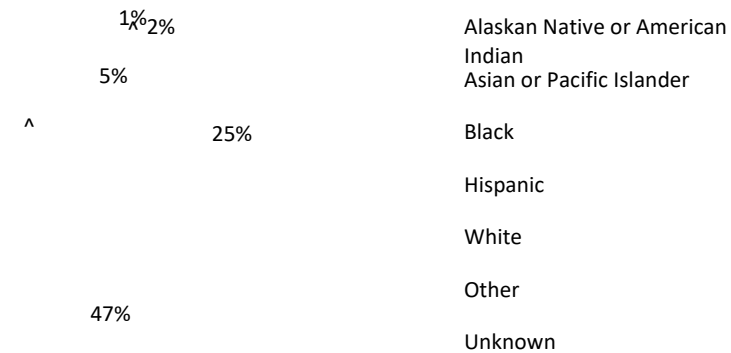 1%
^ 2%
5%
^
25%
47%
Alaskan Native or American
Indian
Asian or Pacific Islander
Black
Hispanic
White
Other
Unknown